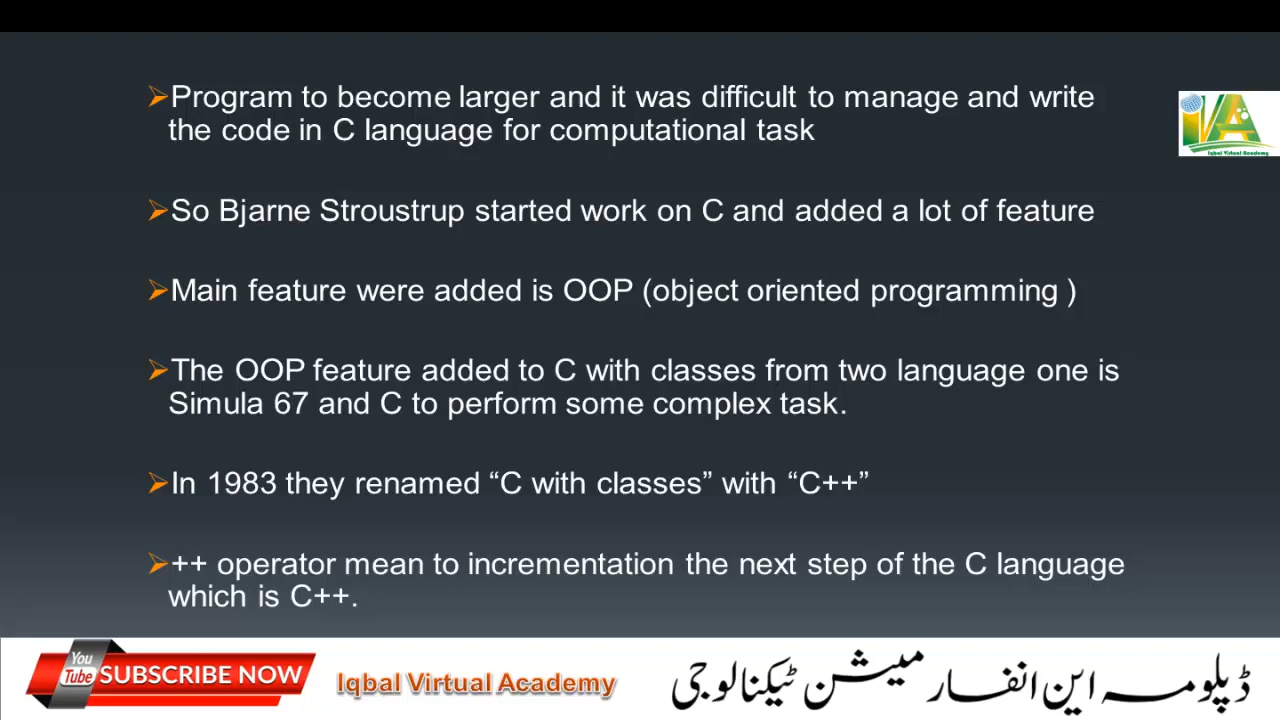 ➢Program to become larger and it was difficult to manage and write
the code in C language for computational task
➢So Bjarne Stroustrup started work on C and added a lot of feature
➢Main feature were added is OOP (object oriented programming )
➢The OOP feature added to C with classes from two language one is
Simula 67 and C to perform some complex task.
➢In 1983 they renamed “C with classes” with “C++”
➢++ operator mean to incrementation the next step of the C language
which is C++.
IVA
Iqbal Virtual Academy
You
Tube
SUBSCRIBE NOW
Iqbal Virtual Academy
ڈپلومہ این انفارمیشن ٹیکنالوجی